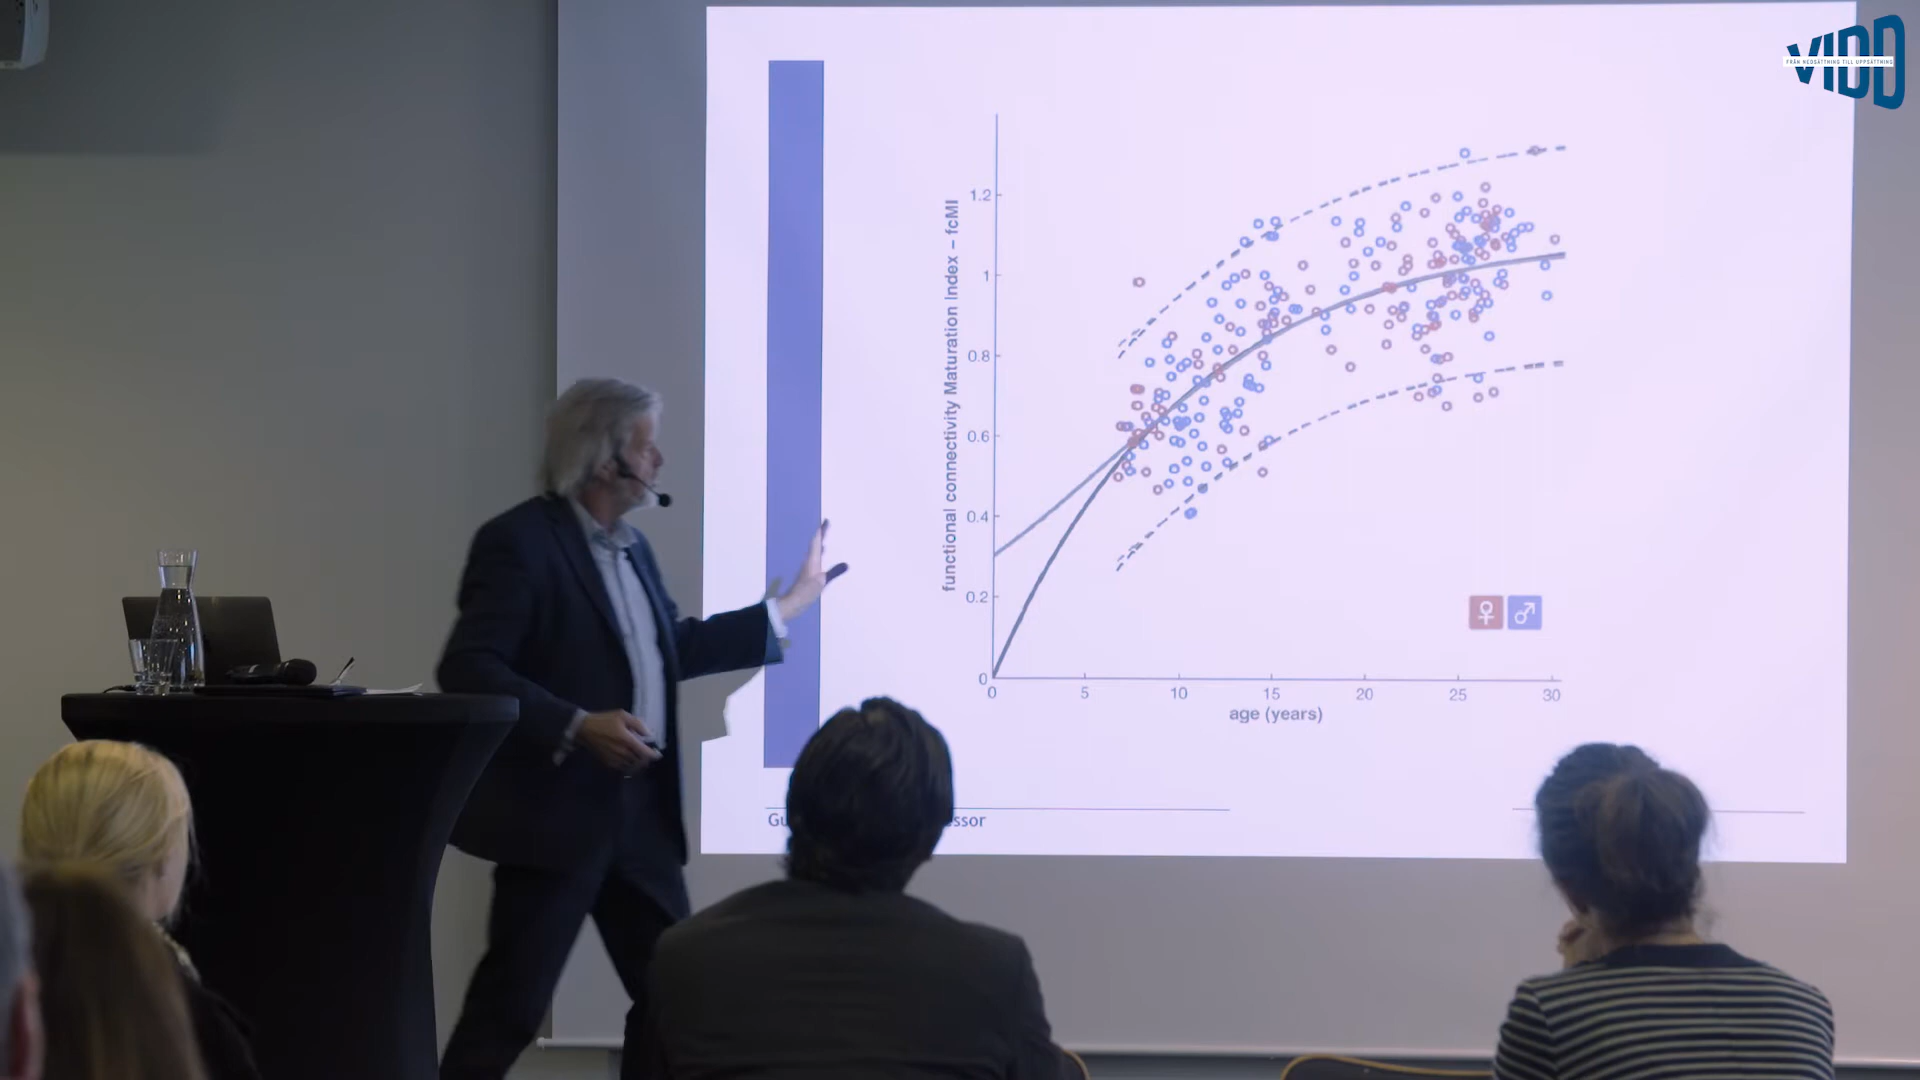 VIDD
FRÅN NEDSÄTTNING TILL UPPSÄTTNING
functional connectivity Maturation Index – fcMI
1.2
1
0.8
0.6
0.4
0.2
0
0 5 10 15 20 25 30
age (years)
♀ ♂